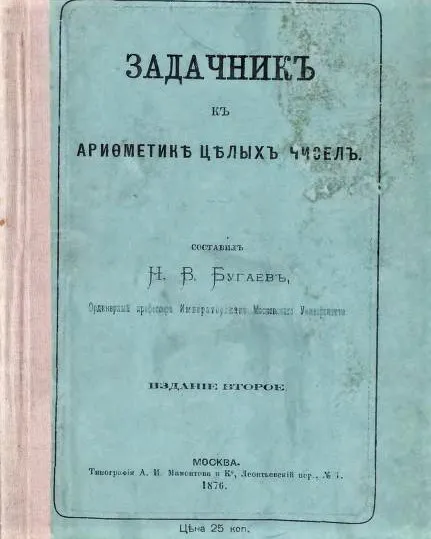 ЗАДАЧНИКЪ
КЪ
АРИѲМЕТИКѢ ЦѢЛЫХЪ ЧИСЕЛЪ.
СОСТАВИЛЪ
Н. В. БУГАЕВЪ,
Ординарный профессоръ Императорскаго Московскаго Университета
ИЗДАНІЕ ВТОРОЕ.
МОСКВА.
Типографія А. И. Мамонтова и Кº, Леонтьевскій пер., №
1876.
Цѣна 25 коп.